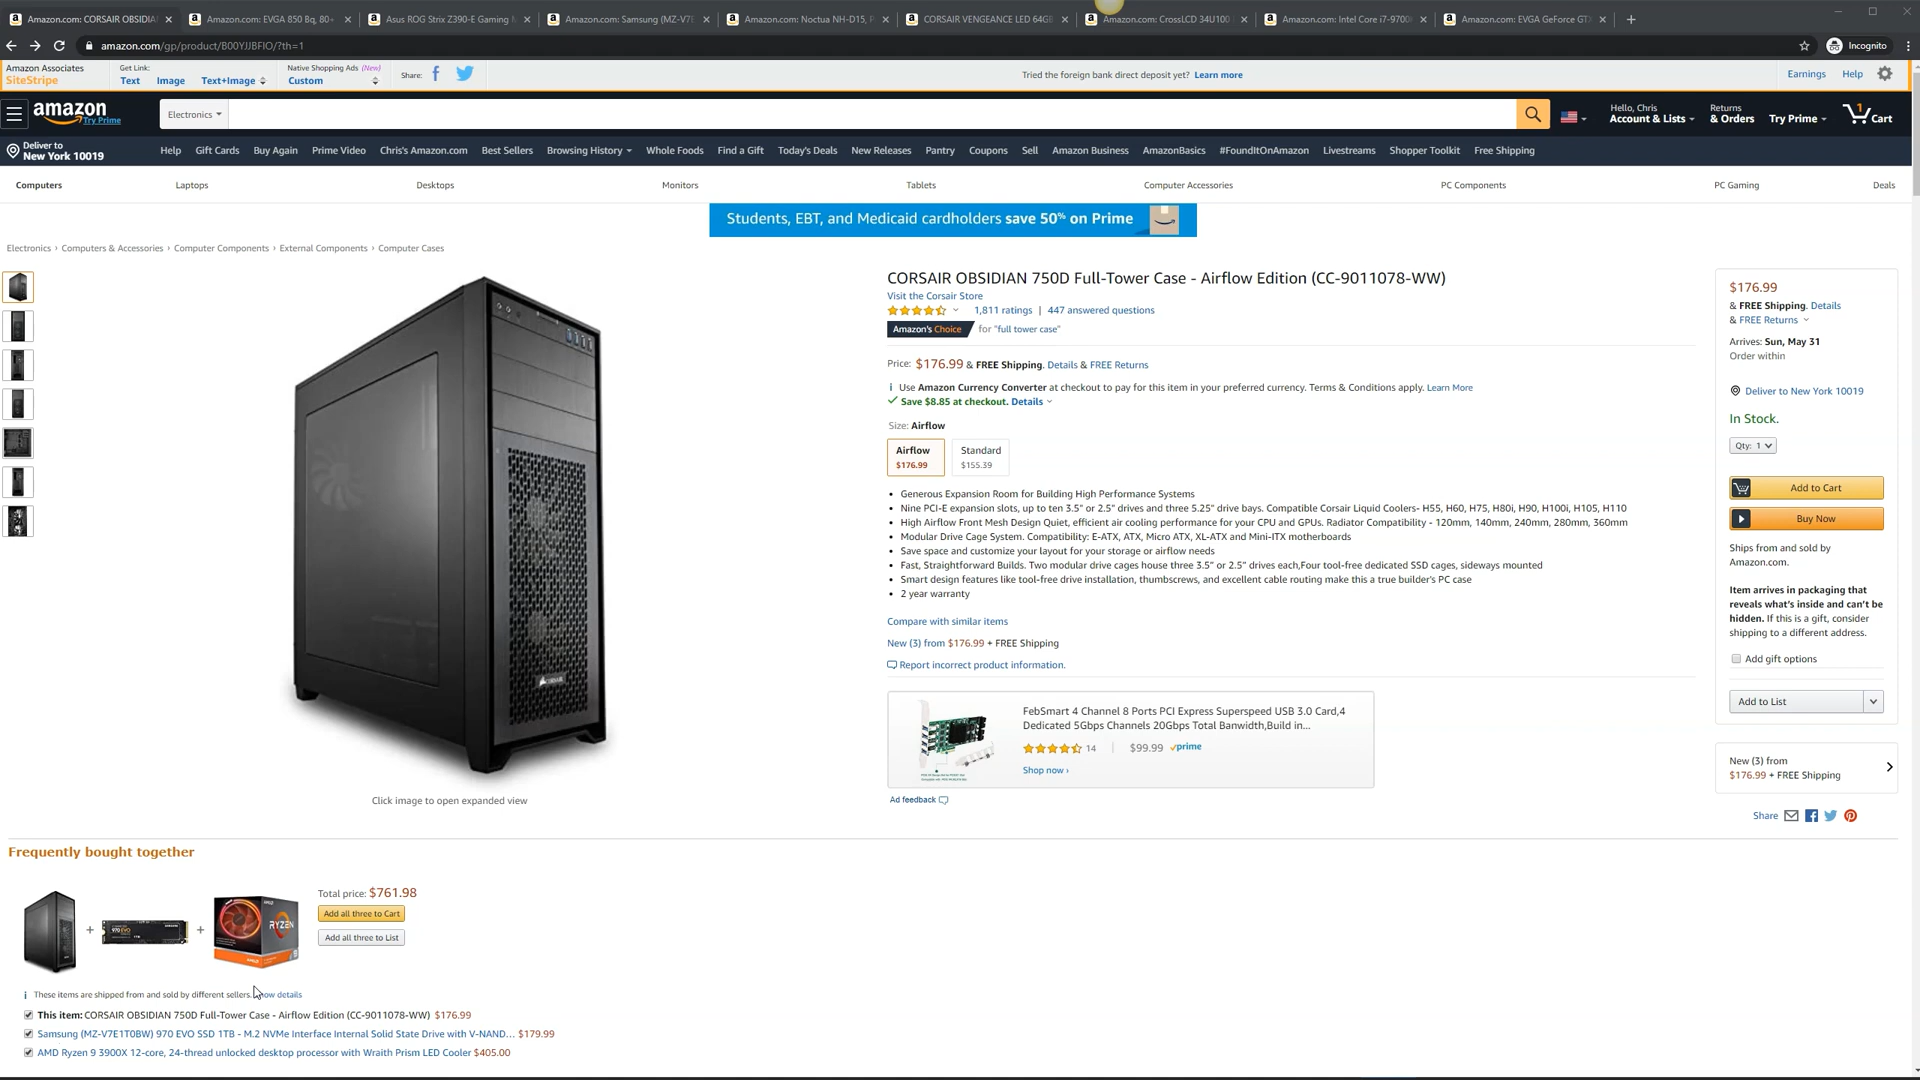 Amazon.com: CORSAIR OBSIDIA
Amazon.com: EVGA 850 Bq, 80+
Asus ROG Strix Z390-E Gaming
Amazon.com: Samsung (MZ-V7E
Amazon.com: Noctua NH-D15, P
CORSAIR VENGEANCE LED 64GB
Amazon.com: CrossLCD 34U100
Amazon.com: Intel Core i7-9700
Amazon.com: EVGA GeForce GTX
amazon.com/gp/product/B00YJJBFIO/?th=1
Incognito
Amazon Associates
SiteStripe
Get Link:
Text Image Text+Image
Native Shopping Ads (New)
Custom
Share:
Tried the foreign bank direct deposit yet? Learn more
Earnings Help
amazon
Try Prime
Electronics
Hello, Chris
Account & Lists
Returns
& Orders
Try Prime
1
Cart
Deliver to
New York 10019
Help Gift Cards Buy Again Prime Video Chris's Amazon.com Best Sellers Browsing History Whole Foods Find a Gift Today's Deals New Releases Pantry Coupons Sell Amazon Business AmazonBasics #FoundItOnAmazon Livestreams Shopper Toolkit Free Shipping
Computers Laptops Desktops Monitors Tablets Computer Accessories PC Components PC Gaming Deals
Students, EBT, and Medicaid cardholders save 50% on Prime
Electronics › Computers & Accessories › Computer Components › External Components › Computer Cases
CORSAIR OBSIDIAN 750D Full-Tower Case - Airflow Edition (CC-9011078-WW)
Visit the Corsair Store
1,811 ratings | 447 answered questions
Amazon's Choice for "full tower case"
Price: $176.99 & FREE Shipping. Details & FREE Returns
Use Amazon Currency Converter at checkout to pay for this item in your preferred currency. Terms & Conditions apply. Learn More
Save $8.85 at checkout. Details
Size: Airflow
Airflow
$176.99
Standard
$155.39
• Generous Expansion Room for Building High Performance Systems
• Nine PCI-E expansion slots, up to ten 3.5” or 2.5” drives and three 5.25” drive bays. Compatible Corsair Liquid Coolers- H55, H60, H75, H80i, H90, H100i, H105, H110
• High Airflow Front Mesh Design Quiet, efficient air cooling performance for your CPU and GPUs. Radiator Compatibility - 120mm, 140mm, 240mm, 280mm, 360mm
• Modular Drive Cage System. Compatibility: E-ATX, ATX, Micro ATX, XL-ATX and Mini-ITX motherboards
• Save space and customize your layout for your storage or airflow needs
• Fast, Straightforward Builds. Two modular drive cages house three 3.5” or 2.5” drives each,Four tool-free dedicated SSD cages, sideways mounted
• Smart design features like tool-free drive installation, thumbscrews, and excellent cable routing make this a true builder's PC case
• 2 year warranty
Compare with similar items
New (3) from $176.99 + FREE Shipping
Report incorrect product information.
FebSmart 4 Channel 8 Ports PCI Express Superspeed USB 3.0 Card,4
Dedicated 5Gbps Channels 20Gbps Total Banwidth,Build in...
14 | $99.99 prime
Shop now ›
Ad feedback
CORSAIR
Click image to open expanded view
$176.99
& FREE Shipping. Details
& FREE Returns
Arrives: Sun, May 31
Order within
Deliver to New York 10019
In Stock.
Qty: 1
Add to Cart
Buy Now
Ships from and sold by
Amazon.com.
Item arrives in packaging that
reveals what's inside and can't be
hidden. If this is a gift, consider
shipping to a different address.
Add gift options
Add to List
New (3) from
$176.99 + FREE Shipping
Share
Frequently bought together
RYZEN
Total price: $761.98
Add all three to Cart
Add all three to List
These items are shipped from and sold by different sellers. details
This item: CORSAIR OBSIDIAN 750D Full-Tower Case - Airflow Edition (CC-9011078-WW) $176.99
Samsung (MZ-V7E1T0BW) 970 EVO SSD 1TB - M.2 NVMe Interface Internal Solid State Drive with V-NAND... $179.99
AMD Ryzen 9 3900X 12-core, 24-thread unlocked desktop processor with Wraith Prism LED Cooler $405.00